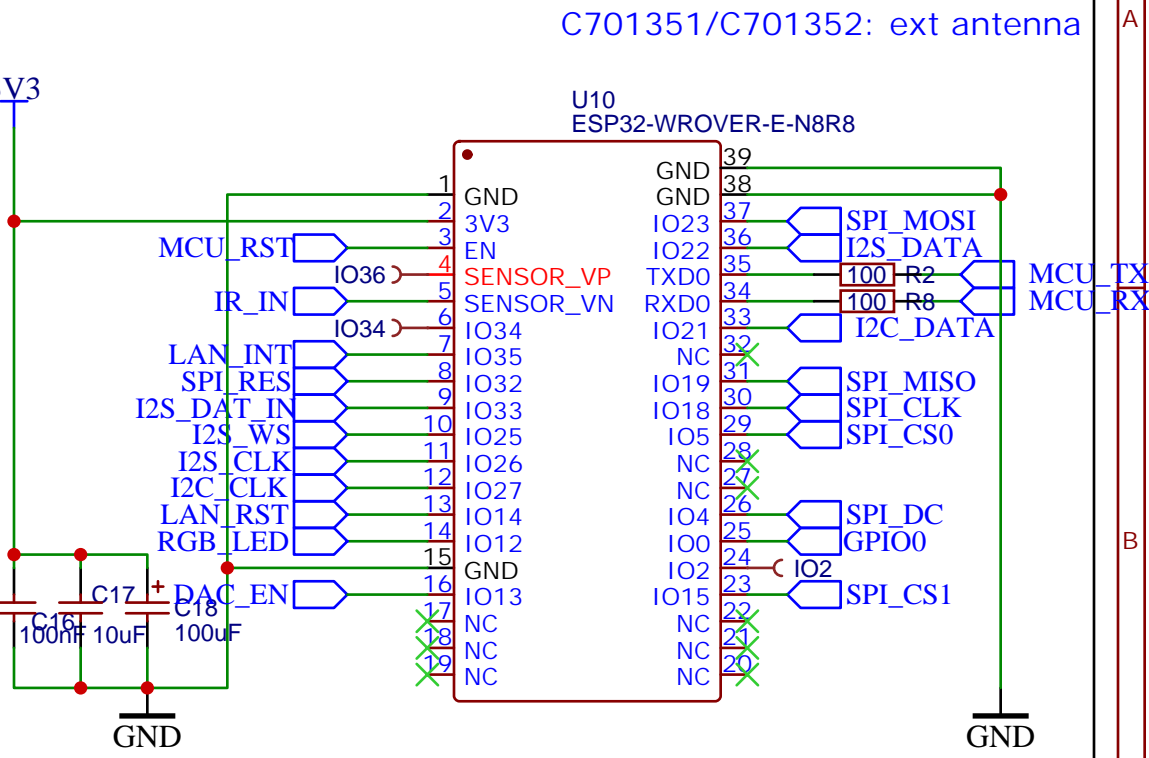 C701351/C701352: ext antenna
A
V3
U10
ESP32-WROVER-E-N8R8
GND 39
GND 38
1 GND
IO23 37 SPI_MOSI
2 3V3
IO22 36 I2S_DATA
MCU_RST 3 EN
TXD0 35 100 R2 MCU_TX
IO36 4 SENSOR_VP
RXD0 34 100 R8 MCU_RX
IR_IN 5 SENSOR_VN
IO21 33 I2C_DATA
IO34 6 IO34
NC 32
LAN_INT 7 IO35
IO19 31 SPI_MISO
SPI_RES 8 IO32
IO18 30 SPI_CLK
I2S_DAT_IN 9 IO33
IO5 29 SPI_CS0
I2S_WS 10 IO25
NC 28
I2S_CLK 11 IO26
NC 27
I2C_CLK 12 IO27
IO4 26 SPI_DC
LAN_RST 13 IO14
IO0 25 GPIO0
RGB_LED 14 IO12
B
IO2 24 IO2
15 GND
IO15 23 SPI_CS1
DAC_EN 16 IO13
NC 22
17 NC
NC 21
18 NC
NC 20
19 NC
C16
100nF
C17
10uF
+
C18
100uF
GND
GND